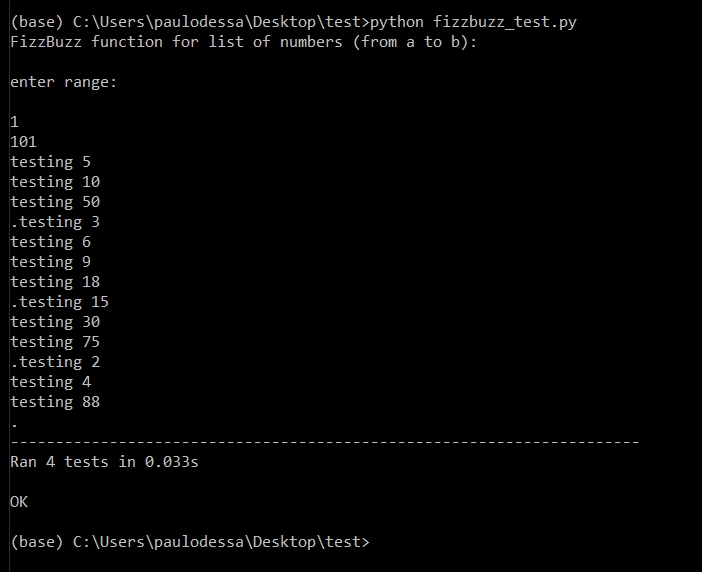 (base) C:\Users\paulodessa\Desktop\test>python fizzbuzz_test.py
FizzBuzz function for list of numbers (from a to b):
enter range:
1
101
testing 5
testing 10
testing 50
.testing 3
testing 6
testing 9
testing 18
.testing 15
testing 30
testing 75
.testing 2
testing 4
testing 88
.
----------------------------------------------------------------------
Ran 4 tests in 0.033s
OK
(base) C:\Users\paulodessa\Desktop\test>